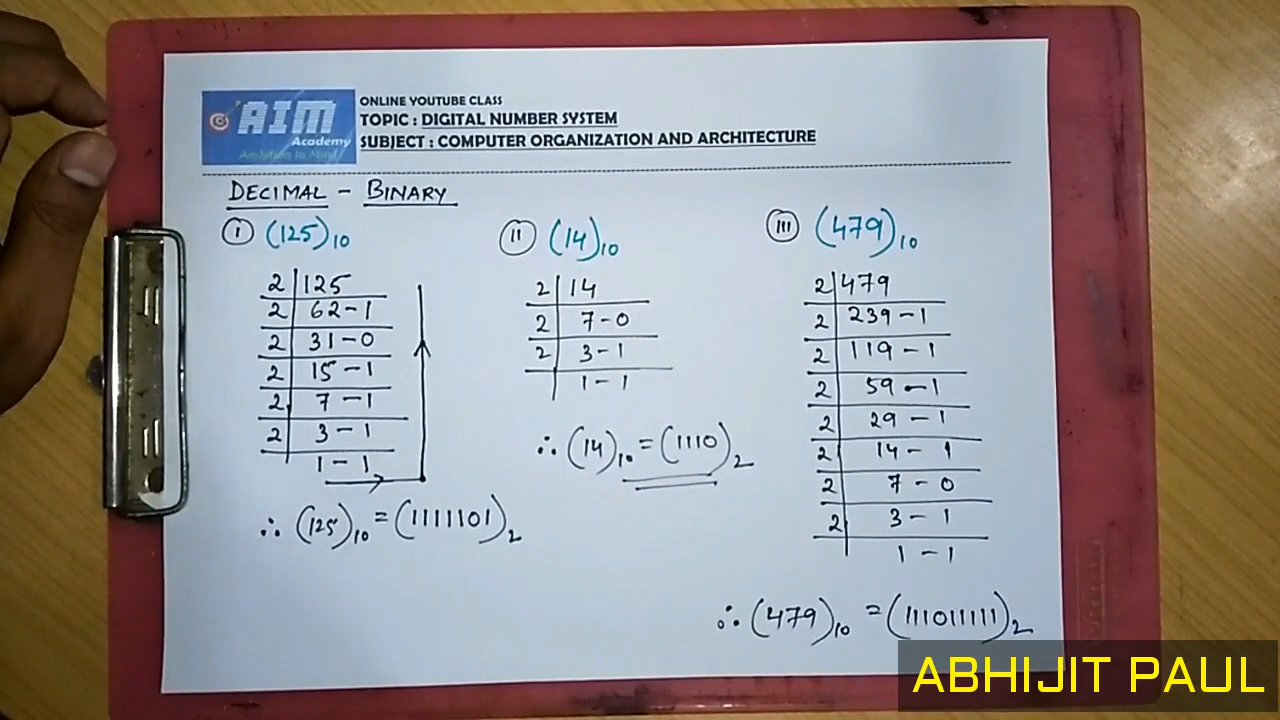 AIM
Academy
Ambition In Mind
ONLINE YOUTUBE CLASS
TOPIC : DIGITAL NUMBER SYSTEM
SUBJECT : COMPUTER ORGANIZATION AND ARCHITECTURE
DECIMAL - BINARY
I (125)10
2 125
2 62-1
2 31-0
2 15-1
2 7-1
2 3-1
1-1
∴ (125)10 = (1111101)2
II (14)10
2 14
2 7-0
2 3-1
1-1
∴ (14)10 = (1110)2
III (479)10
2 479
2 239-1
2 119-1
2 59-1
2 29-1
2 14-1
2 7-0
2 3-1
1-1
∴ (479)10 = (111011111)2
ABHIJIT PAUL